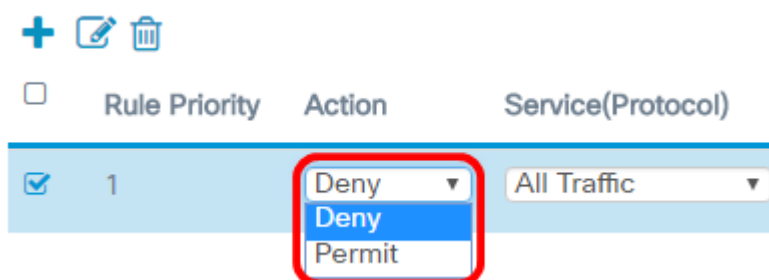 Rule Priority Action Service(Protocol)
1 Deny All Traffic
Deny
Permit